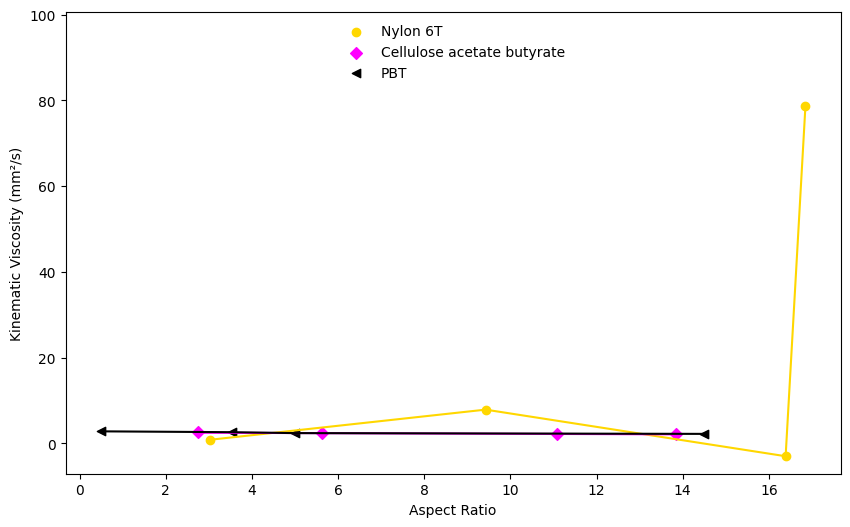 100
80
60
40
20
0
Kinematic Viscosity (mm²/s)
Nylon 6T
Cellulose acetate butyrate
PBT
0 2 4 6 8 10 12 14 16
Aspect Ratio